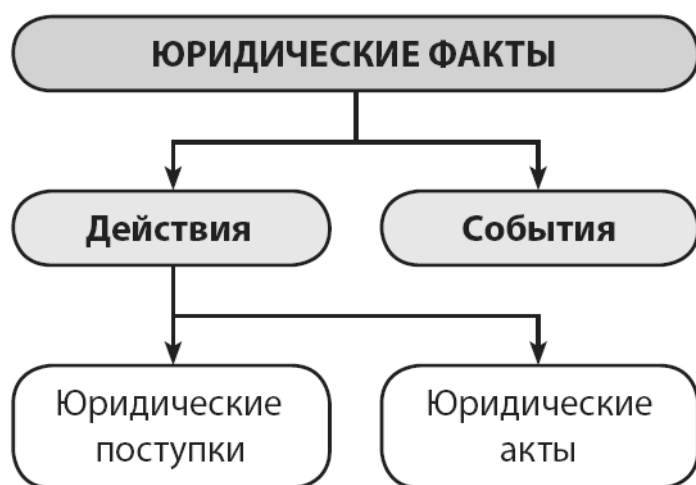 ЮРИДИЧЕСКИЕ ФАКТЫ
Действия
События
Юридические
поступки
Юридические
акты